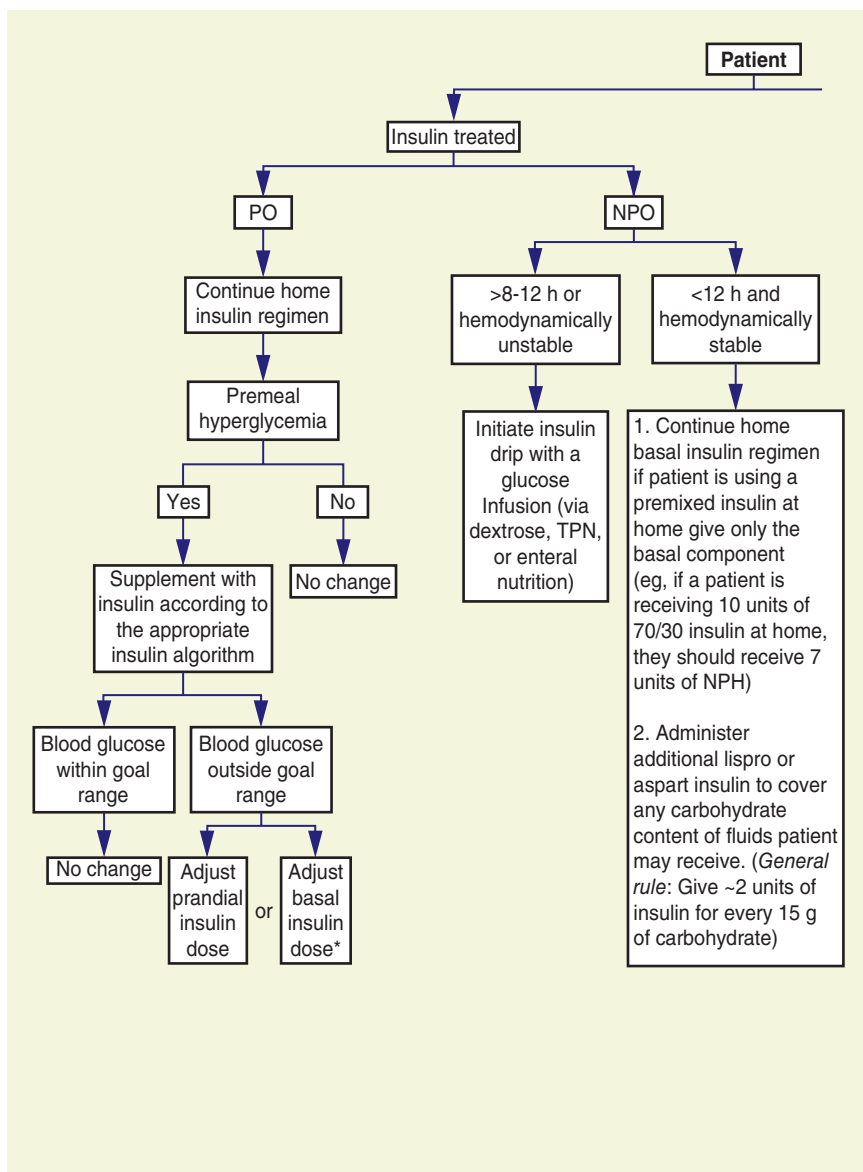 Patient
Insulin treated
PO
NPO
Continue home
insulin regimen
>8-12 h or
hemodynamically
unstable
<12 h and
hemodynamically
stable
Premeal
hyperglycemia
Yes
No
Supplement with
insulin according to
the appropriate
insulin algorithm
No change
Blood glucose
within goal
range
Blood glucose
outside goal
range
No change
Adjust
prandial
insulin
dose
or
Adjust
basal
insulin
dose*
Initiate insulin
drip with a
glucose
Infusion (via
dextrose, TPN,
or enteral
nutrition)
1. Continue home
basal insulin regimen
if patient is using a
premixed insulin at
home give only the
basal component
(eg, if a patient is
receiving 10 units of
70/30 insulin at home,
they should receive 7
units of NPH)
2. Administer
additional lispro or
aspart insulin to cover
any carbohydrate
content of fluids patient
may receive. (General
rule: Give ~2 units of
insulin for every 15 g
of carbohydrate)